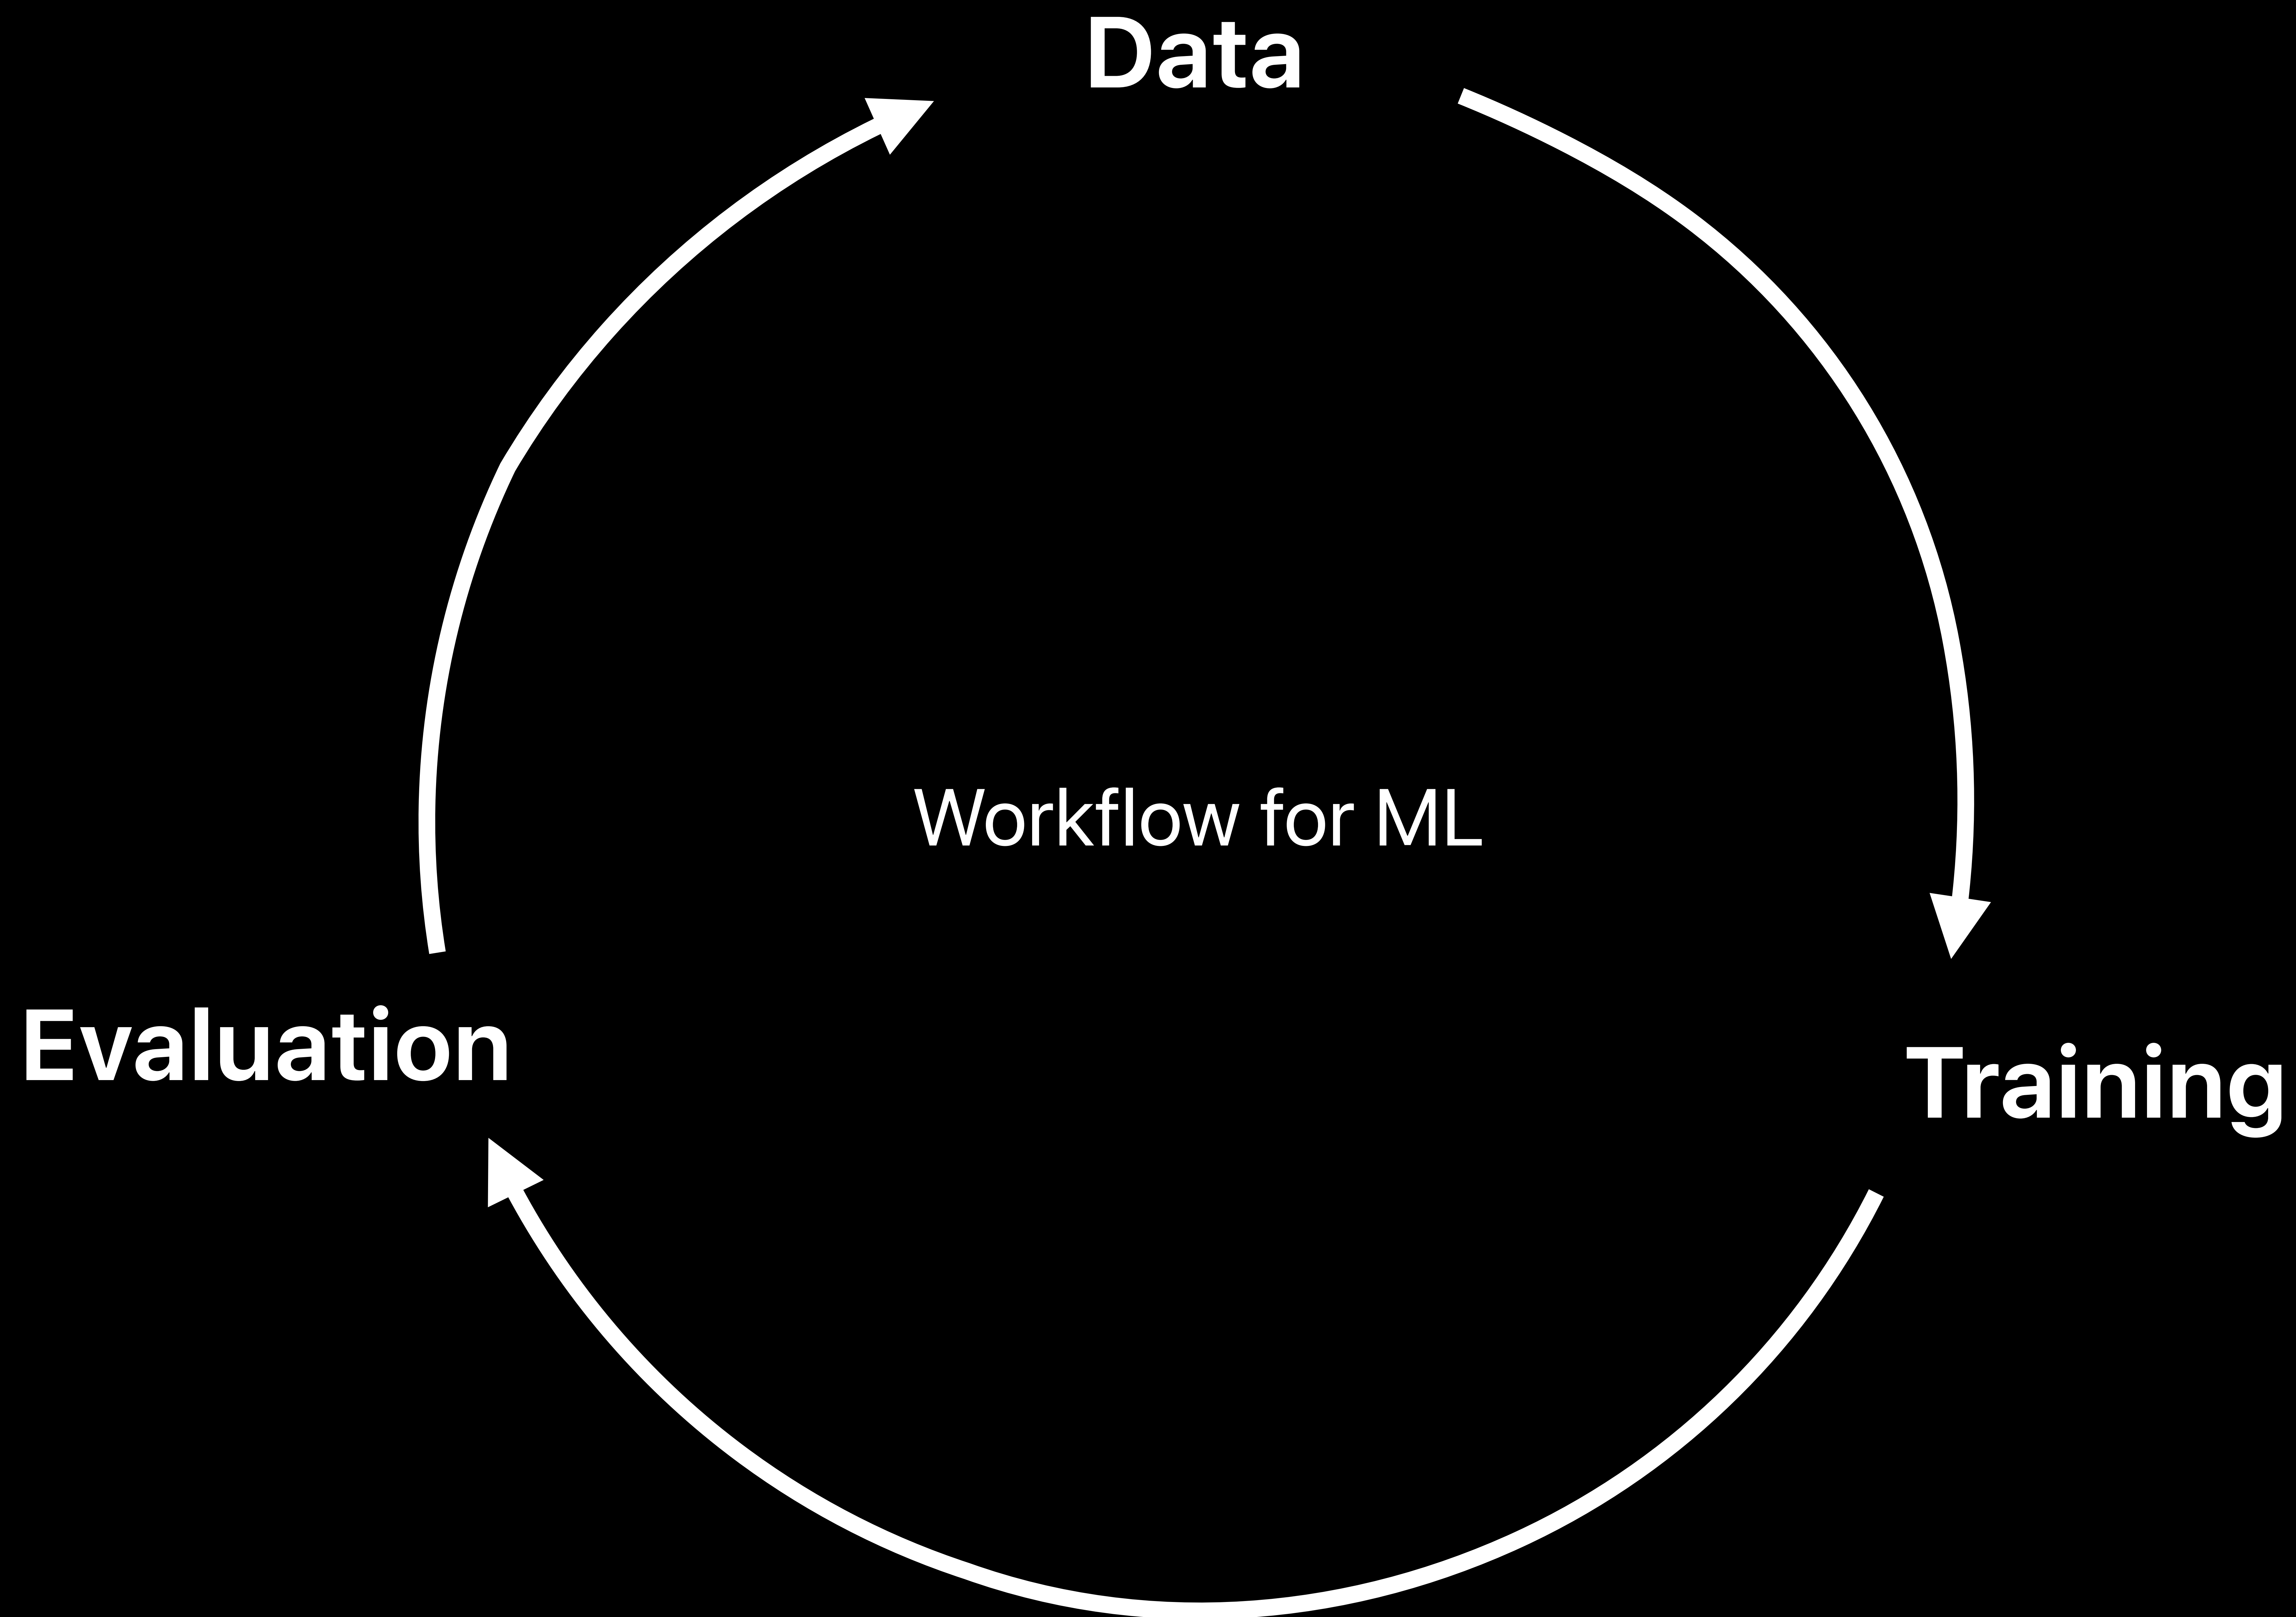 Data
Workflow for ML
Evaluation
Training